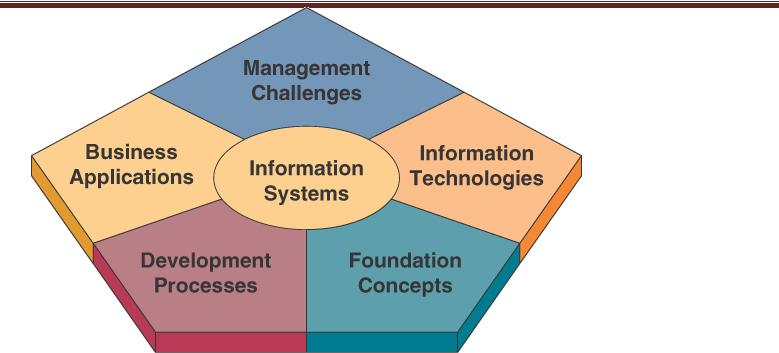 Management
Challenges
Business
Applications
Information
Systems
Information
Technologies
Development
Processes
Foundation
Concepts